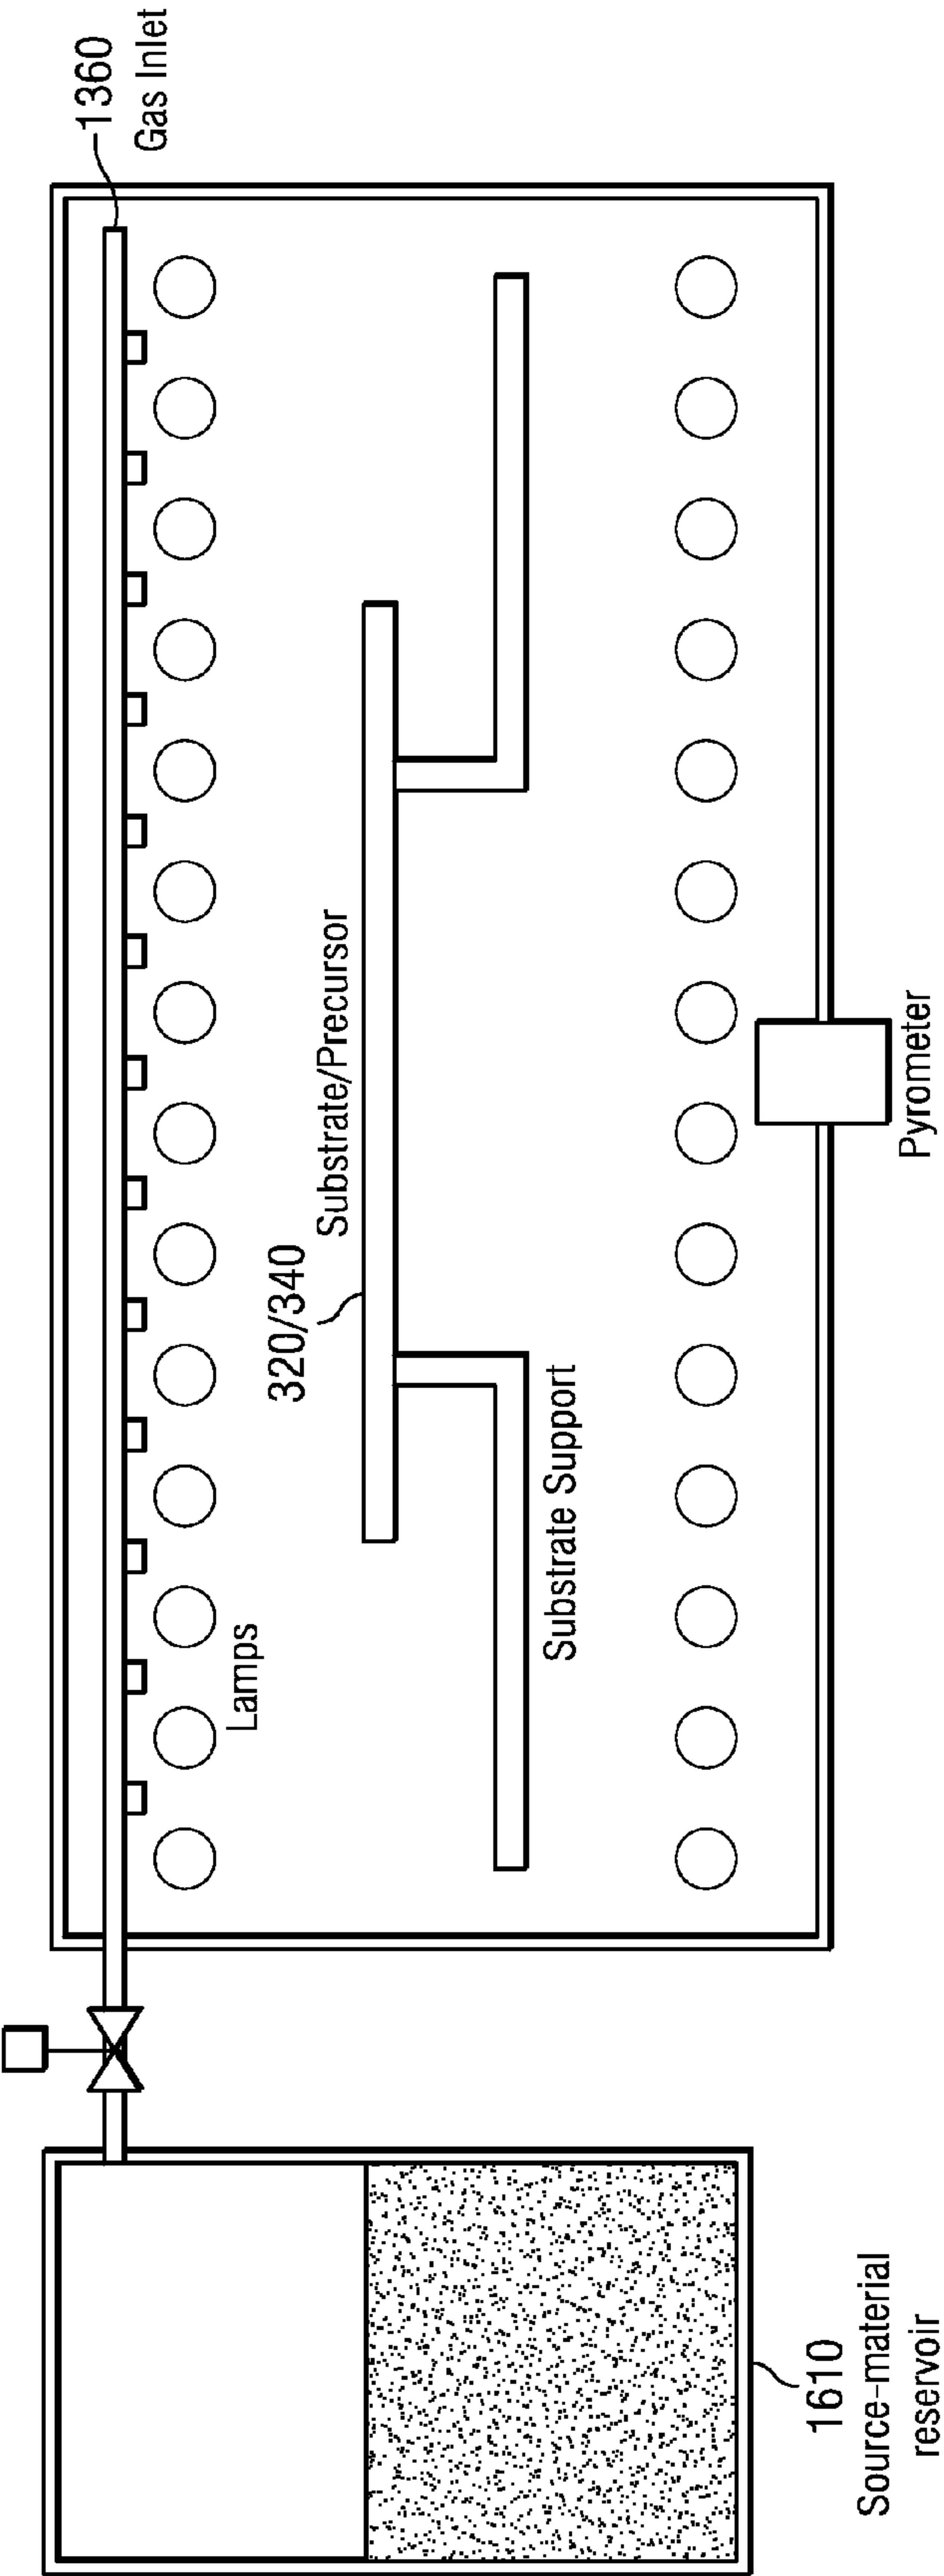 1360
Gas Inlet
Lamps
320/340
Substrate/Precursor
Substrate Support
Pyrometer
1610
Source-material
reservoir